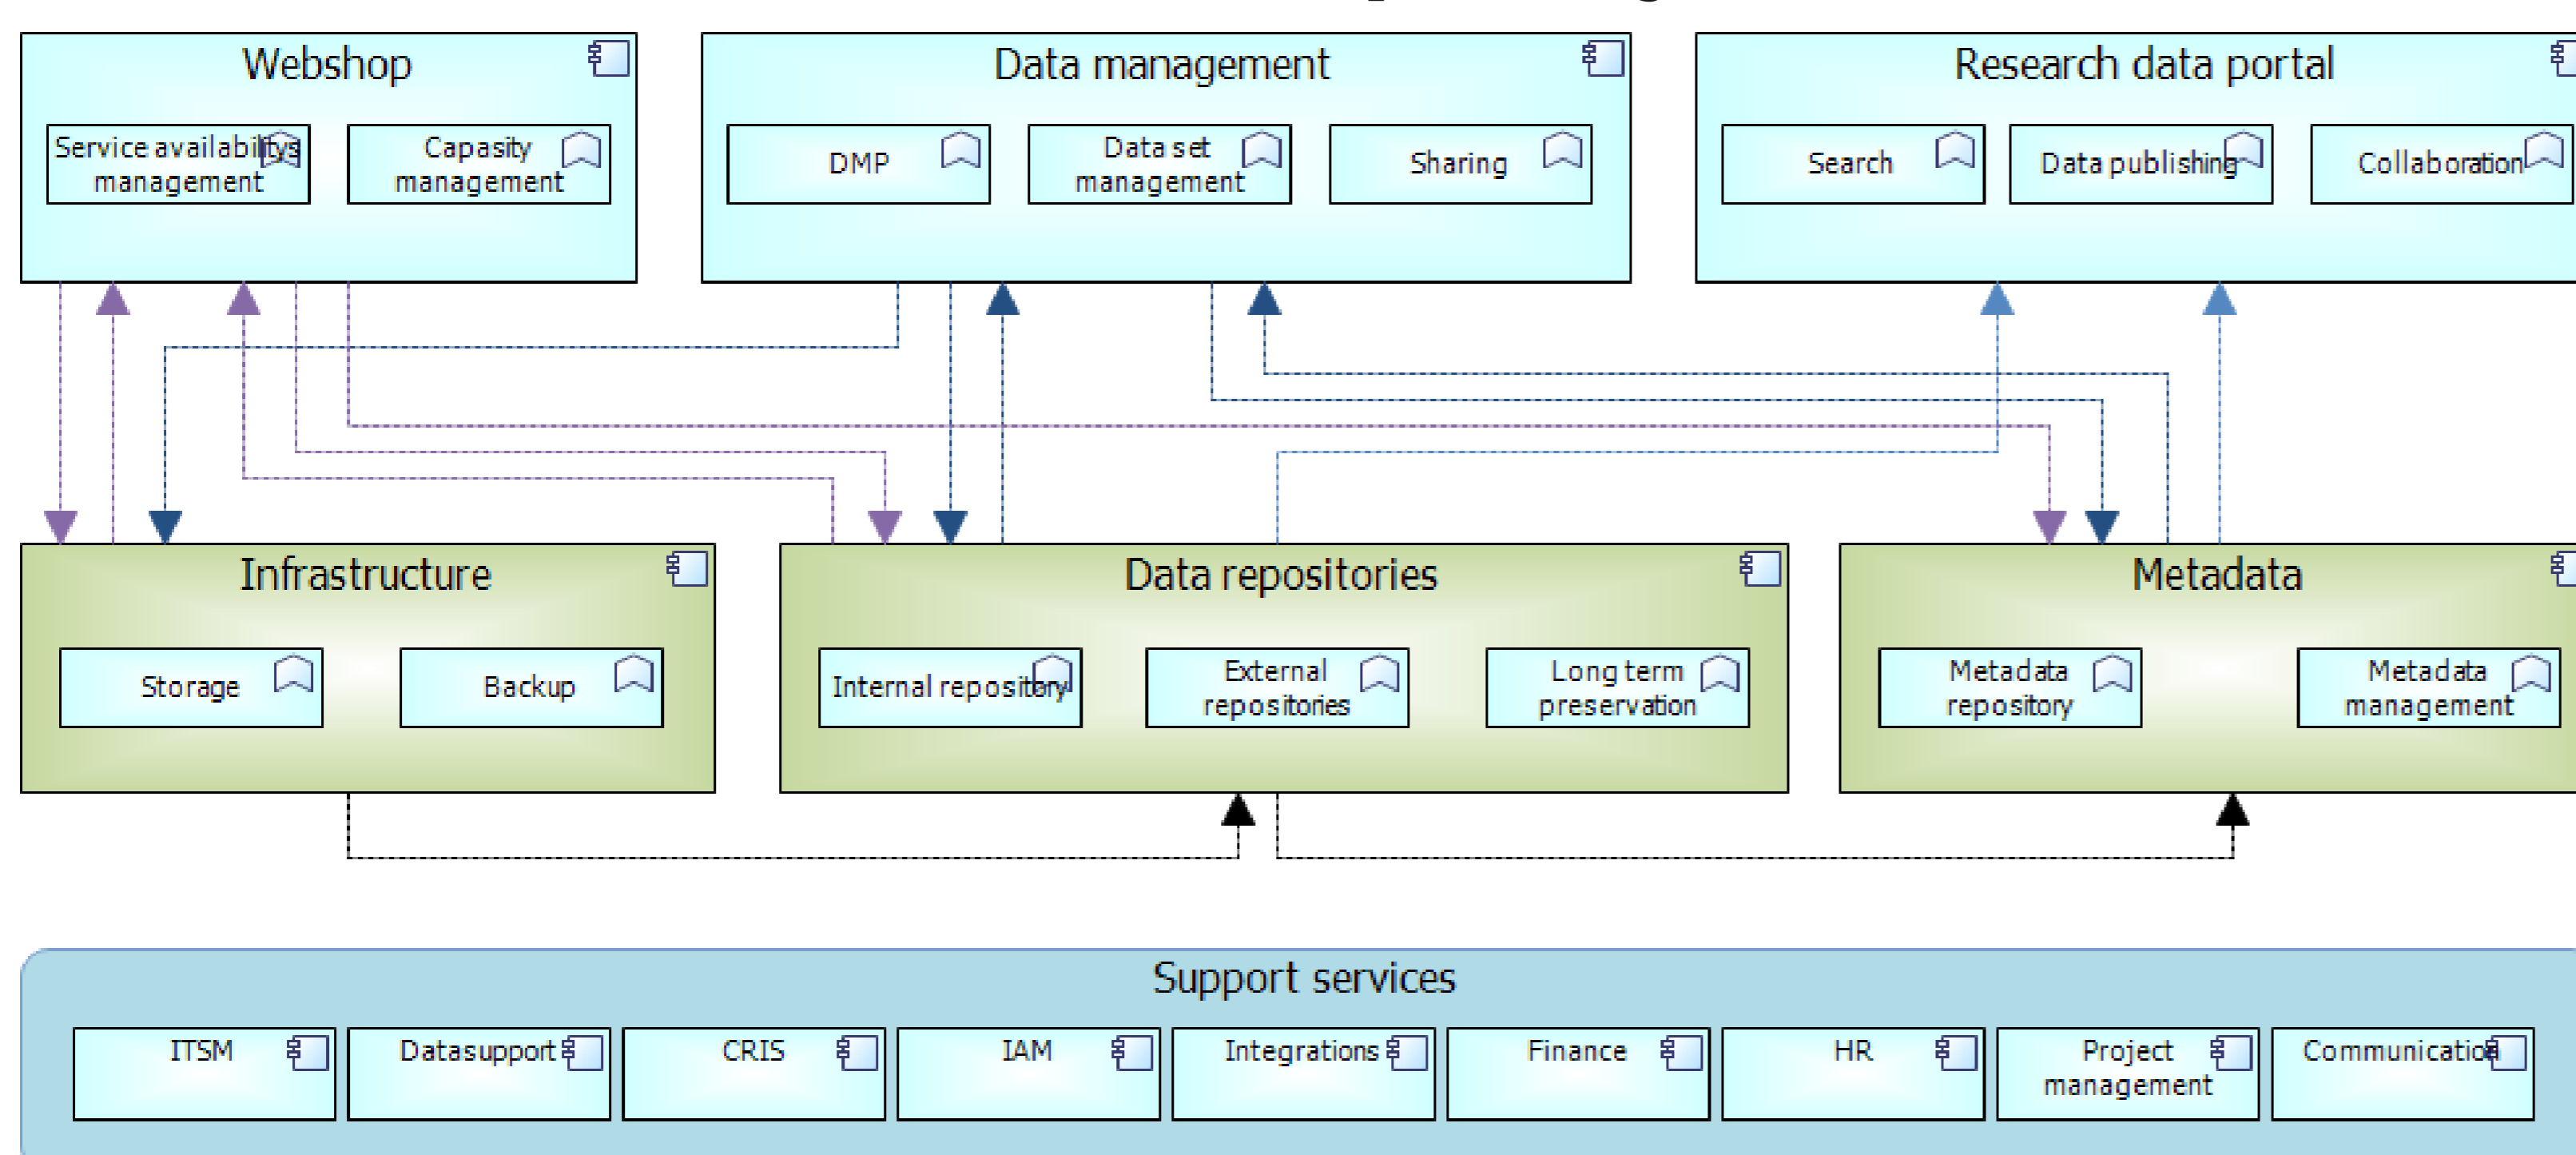 Webshop
Service availabilitys
management
Capasity
management
Data management
DMP
Data set
management
Sharing
Research data portal
Search
Data publishing
Collaboration
Infrastructure
Storage
Backup
Data repositories
Internal repository
External
repositories
Long term
preservation
Metadata
Metadata
repository
Metadata
management
Support services
ITSM
Datasupport
CRIS
IAM
Integrations
Finance
HR
Project
management
Communication